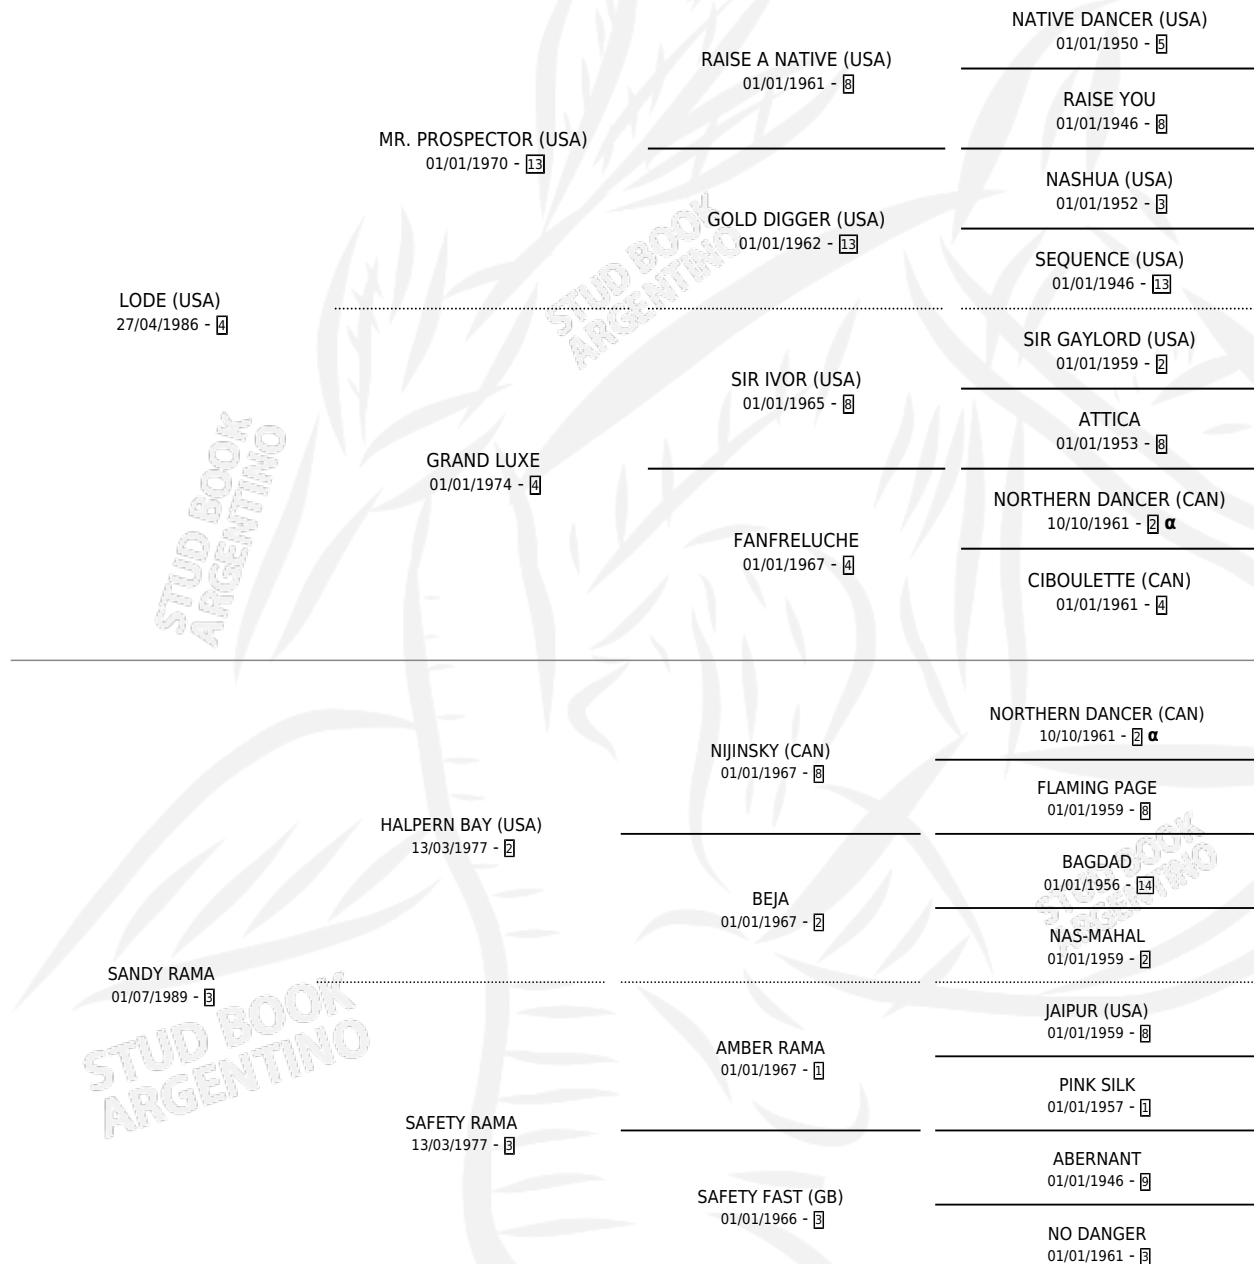 NATIVE DANCER (USA)
01/01/1950 - 5
RAISE A NATIVE (USA)
01/01/1961 - 8
RAISE YOU
01/01/1946 - 8
MR. PROSPECTOR (USA)
01/01/1970 - 13
NASHUA (USA)
01/01/1952 - 3
GOLD DIGGER (USA)
01/01/1962 - 13
SEQUENCE (USA)
01/01/1946 - 13
LODE (USA)
27/04/1986 - 4
SIR GAYLORD (USA)
01/01/1959 - 2
SIR IVOR (USA)
01/01/1965 - 8
ATTICA
01/01/1953 - 8
GRAND LUXE
01/01/1974 - 4
NORTHERN DANCER (CAN)
10/10/1961 - 2 α
FANFRELUCHE
01/01/1967 - 4
CIBOULETTE (CAN)
01/01/1961 - 4
NORTHERN DANCER (CAN)
10/10/1961 - 2 α
NIJINSKY (CAN)
01/01/1967 - 8
FLAMING PAGE
01/01/1959 - 8
HALPERN BAY (USA)
13/03/1977 - 2
BAGDAD
01/01/1956 - 14
BEJA
01/01/1967 - 2
NAS-MAHAL
01/01/1959 - 2
SANDY RAMA
01/07/1989 - 3
JAIPUR (USA)
01/01/1959 - 8
AMBER RAMA
01/01/1967 - 1
PINK SILK
01/01/1957 - 1
SAFETY RAMA
13/03/1977 - 3
ABERNANT
01/01/1946 - 9
SAFETY FAST (GB)
01/01/1966 - 3
NO DANGER
01/01/1961 - 3
STUD BOOK
ARGENTINO
STUD BOOK
ARGENTINO
STUD BOOK
ARGENTINO
STUD BOOK
ARGENTINO